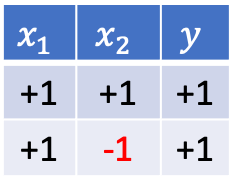 x₁ x₂ y
+1 +1 +1
+1 -1 +1